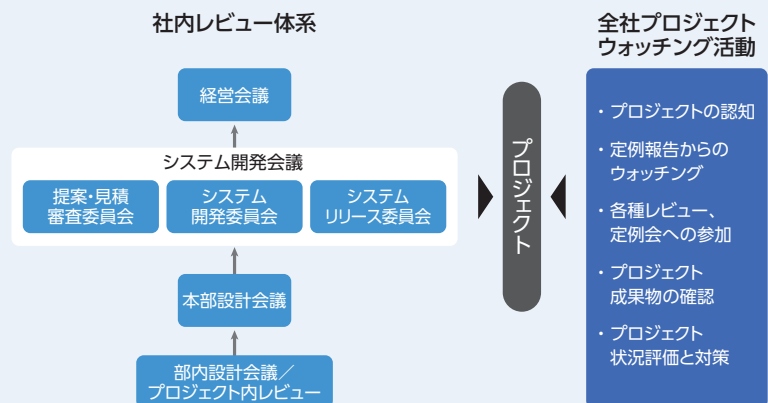 社内レビュー体系
経営会議
システム開発会議
提案・見積
審査委員会
システム
開発委員会
システム
リリース委員会
本部設計会議
部内設計会議／
プロジェクト内レビュー
プロジェクト
全社プロジェクト
ウォッチング活動
・プロジェクトの認知
・定例報告からの
ウォッチング
・各種レビュー、
定例会への参加
・プロジェクト
成果物の確認
・プロジェクト
状況評価と対策